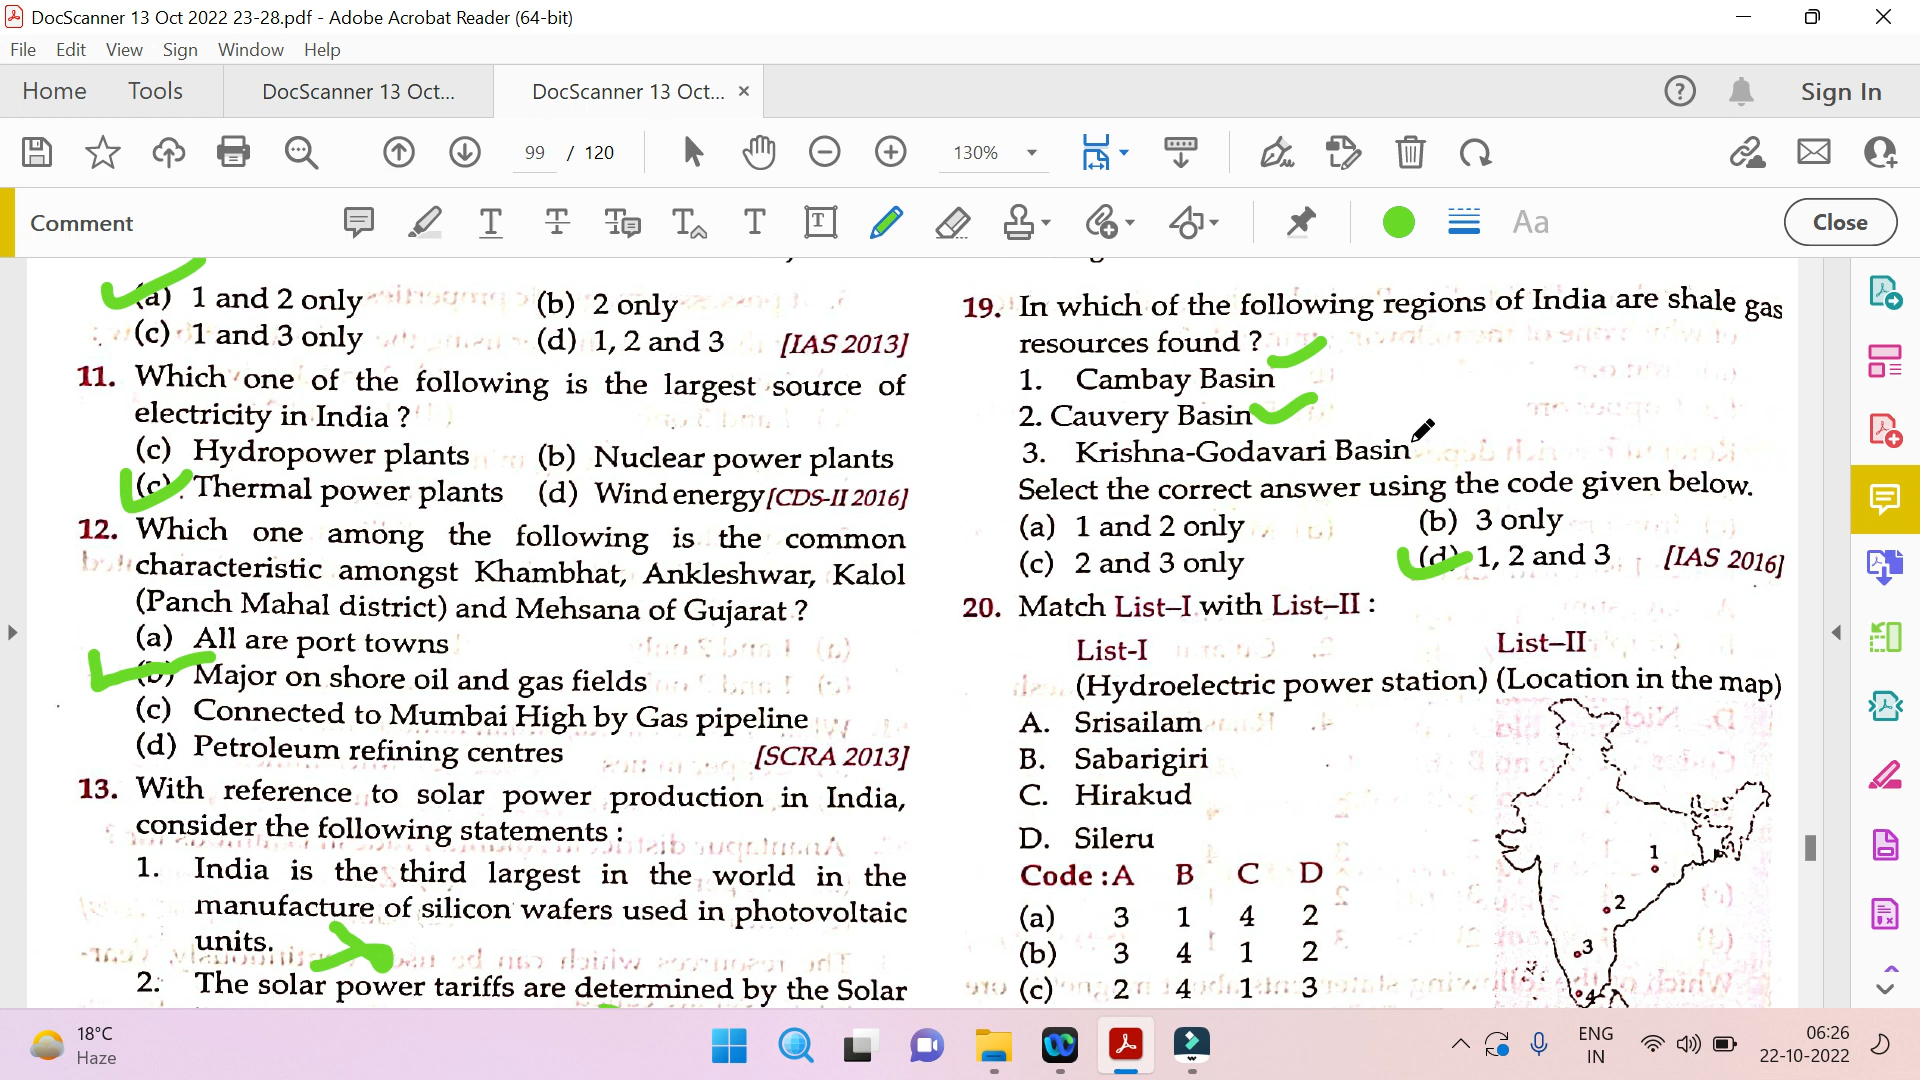 DocScanner 13 Oct 2022 23-28.pdf - Adobe Acrobat Reader (64-bit)
File Edit View Sign Window Help
Home Tools DocScanner 13 Oct... DocScanner 13 Oct... × Sign In
99 / 120 130%
Comment Aa Close
(a) 1 and 2 only (b) 2 only
(c) 1 and 3 only (d) 1, 2 and 3 [IAS 2013]
11. Which one of the following is the largest source of
electricity in India ?
(c) Hydropower plants (b) Nuclear power plants
(c) Thermal power plants (d) Wind energy [CDS-II 2016]
12. Which one among the following is the common
characteristic amongst Khambhat, Ankleshwar, Kalol
(Panch Mahal district) and Mehsana of Gujarat ?
(a) All are port towns
(b) Major on shore oil and gas fields
(c) Connected to Mumbai High by Gas pipeline
(d) Petroleum refining centres [SCRA 2013]
13. With reference to solar power production in India,
consider the following statements :
1. India is the third largest in the world in the
manufacture of silicon wafers used in photovoltaic
units.
2. The solar power tariffs are determined by the Solar
19. In which of the following regions of India are shale gas
resources found ?
1. Cambay Basin
2. Cauvery Basin
3. Krishna-Godavari Basin
Select the correct answer using the code given below.
(a) 1 and 2 only (b) 3 only
(c) 2 and 3 only (d) 1, 2 and 3 [IAS 2016]
20. Match List–I with List–II :
List-I List–II
(Hydroelectric power station) (Location in the map)
A. Srisailam
B. Sabarigiri
C. Hirakud
D. Sileru
1
2
3
4
Code : A B C D
(a) 3 1 4 2
(b) 3 4 1 2
(c) 2 4 1 3
18°C
Haze
ENG
IN
06:26
22-10-2022